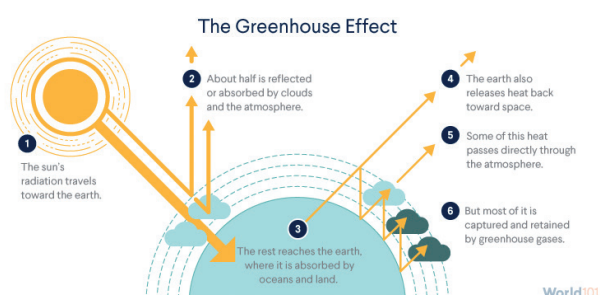 The Greenhouse Effect
1
The sun's
radiation travels
toward the earth.
2
About half is reflected
or absorbed by clouds
and the atmosphere.
3
The rest reaches the earth,
where it is absorbed by
oceans and land.
4
The earth also
releases heat back
toward space.
5
Some of this heat
passes directly through
the atmosphere.
6
But most of it is
captured and retained
by greenhouse gases.
World101